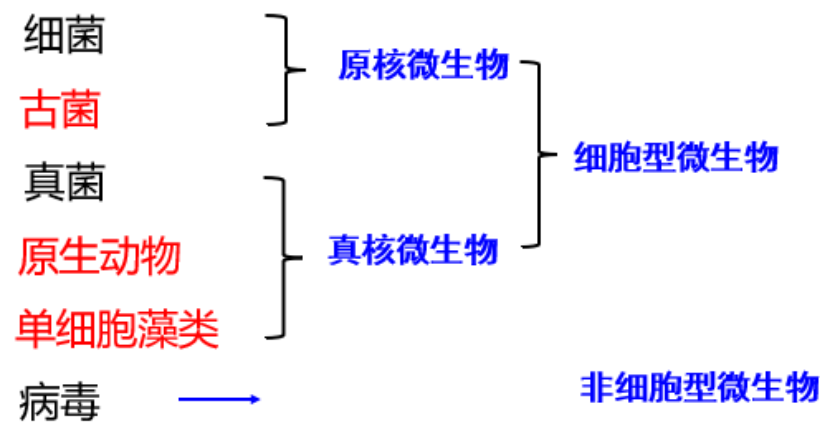 细菌
原核微生物
古菌
细胞型微生物
真菌
原生动物
真核微生物
单细胞藻类
病毒
非细胞型微生物